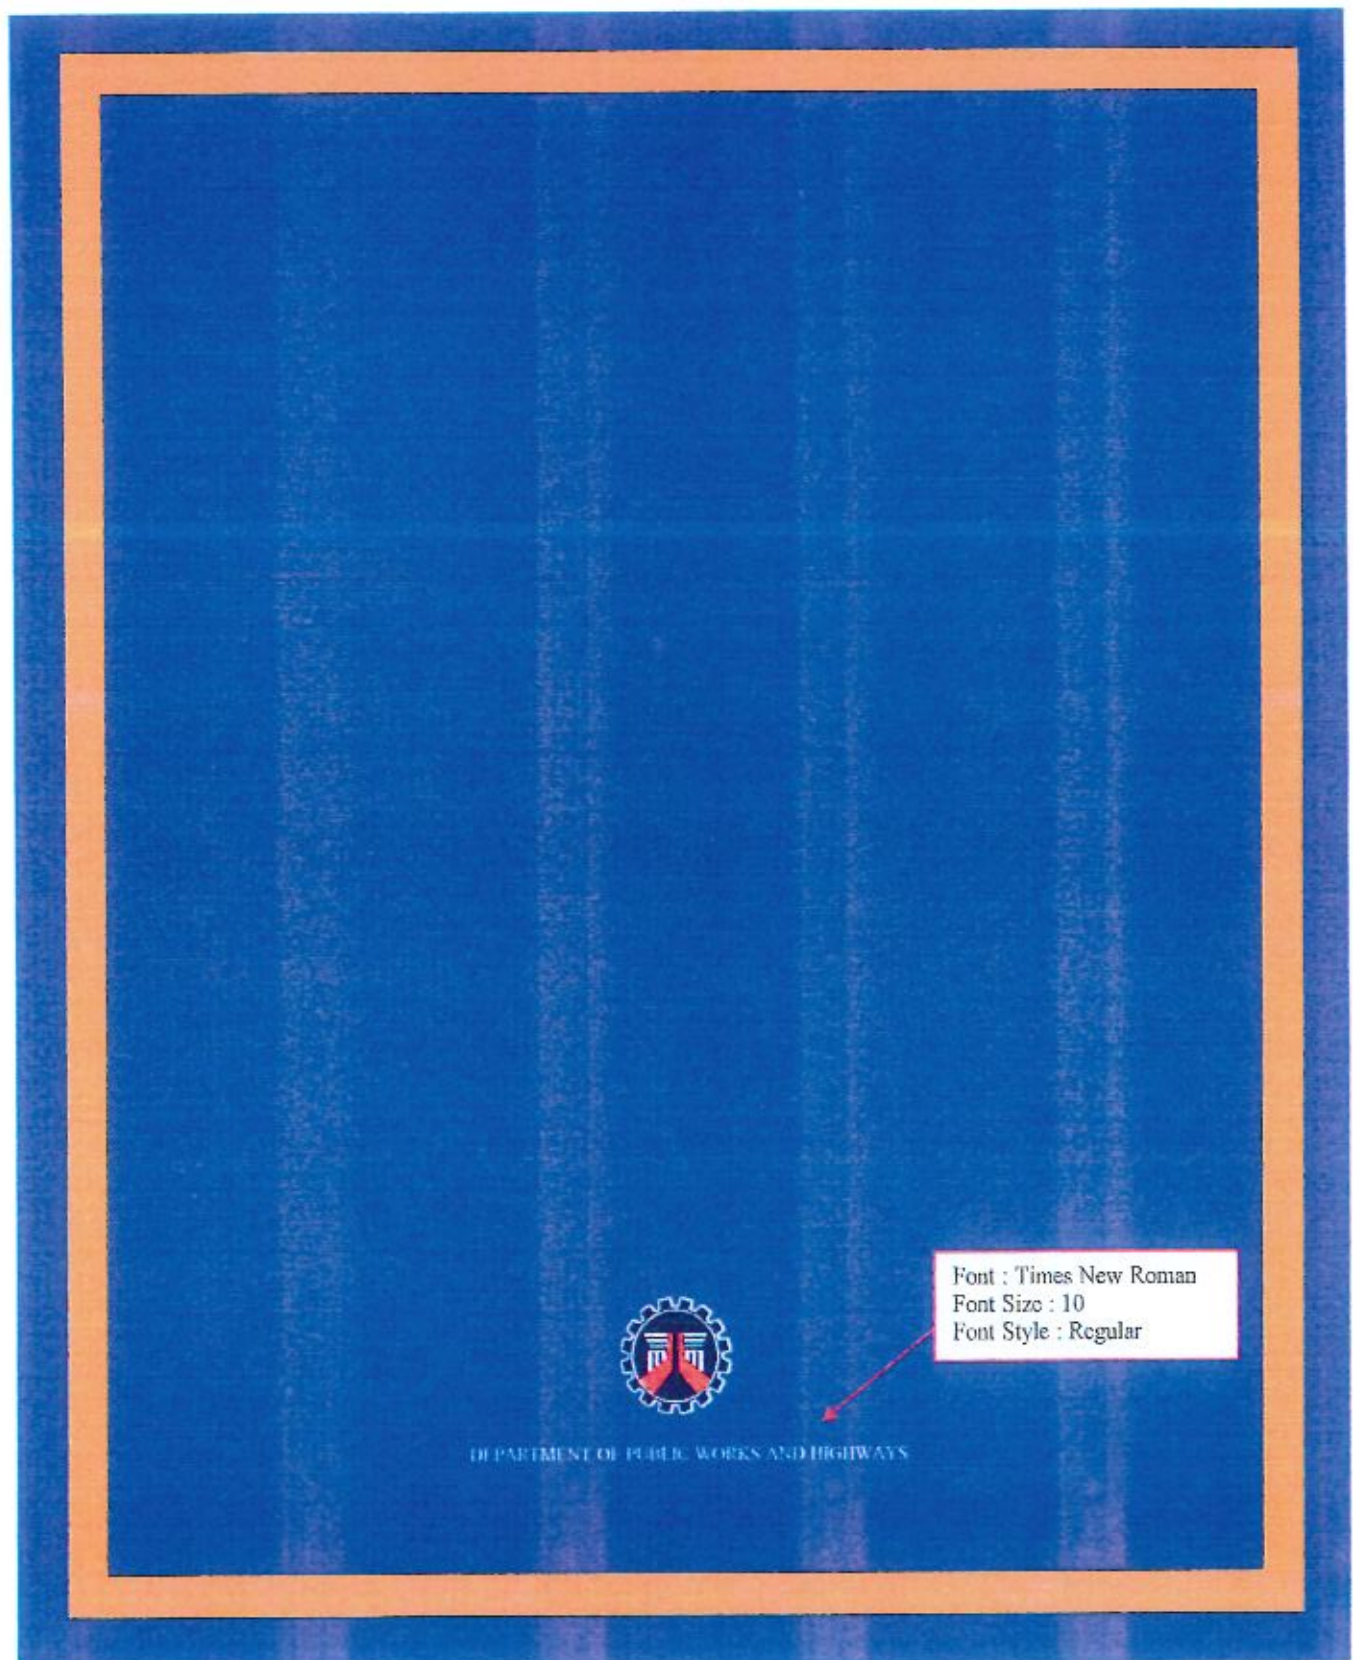 Font : Times New Roman
Font Size : 10
Font Style : Regular
DEPARTMENT OF PUBLIC WORKS AND HIGHWAYS